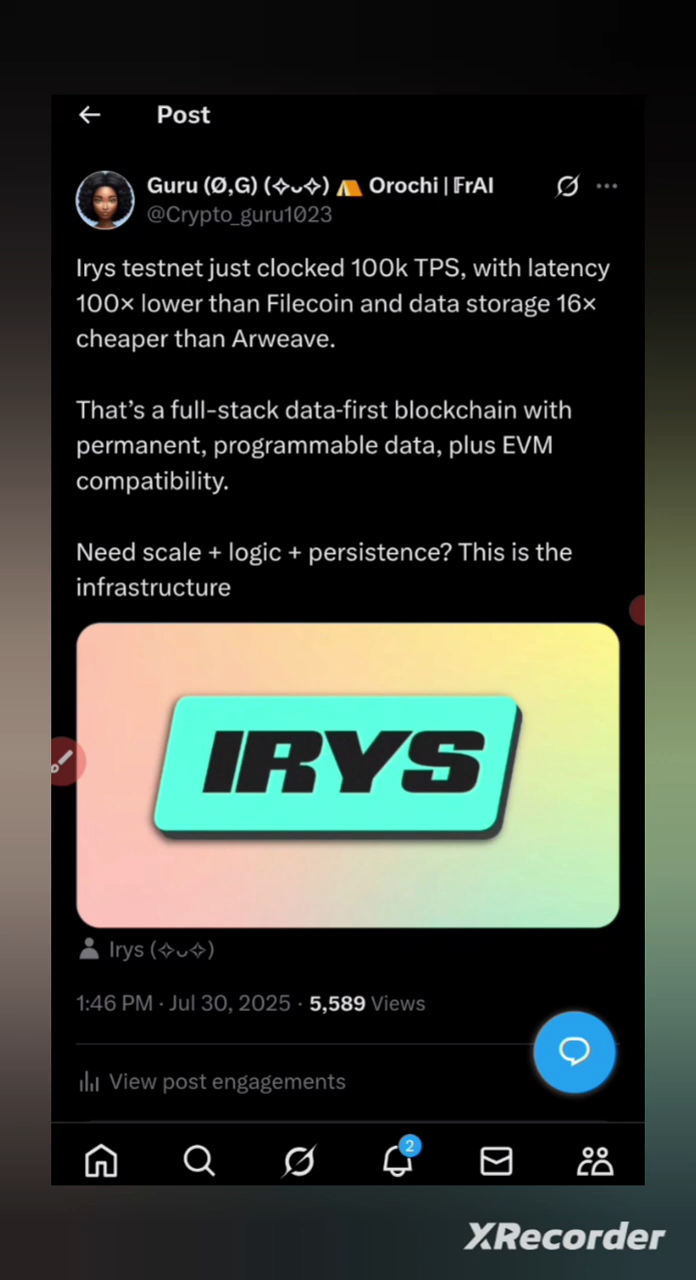 Post
Guru (Ø,G) (✧ᴗ✧) ⛺ Orochi | 𝔽rAI
@Crypto_guru1023
Irys testnet just clocked 100k TPS, with latency
100× lower than Filecoin and data storage 16×
cheaper than Arweave.
That’s a full-stack data-first blockchain with
permanent, programmable data, plus EVM
compatibility.
Need scale + logic + persistence? This is the
infrastructure
IRYS
Irys (✧ᴗ✧)
1:46 PM · Jul 30, 2025 · 5,589 Views
View post engagements
2
XRecorder